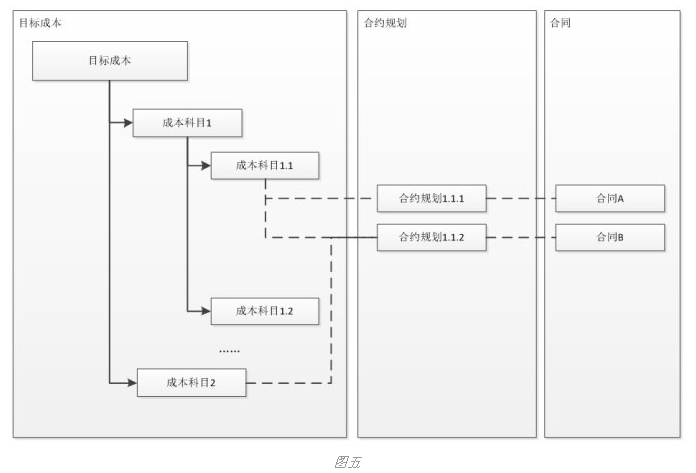 目标成本
合约规划
合同
目标成本
成本科目1
成本科目1.1
合约规划1.1.1
合同A
合约规划1.1.2
合同B
成本科目1.2
......
成本科目2
图五